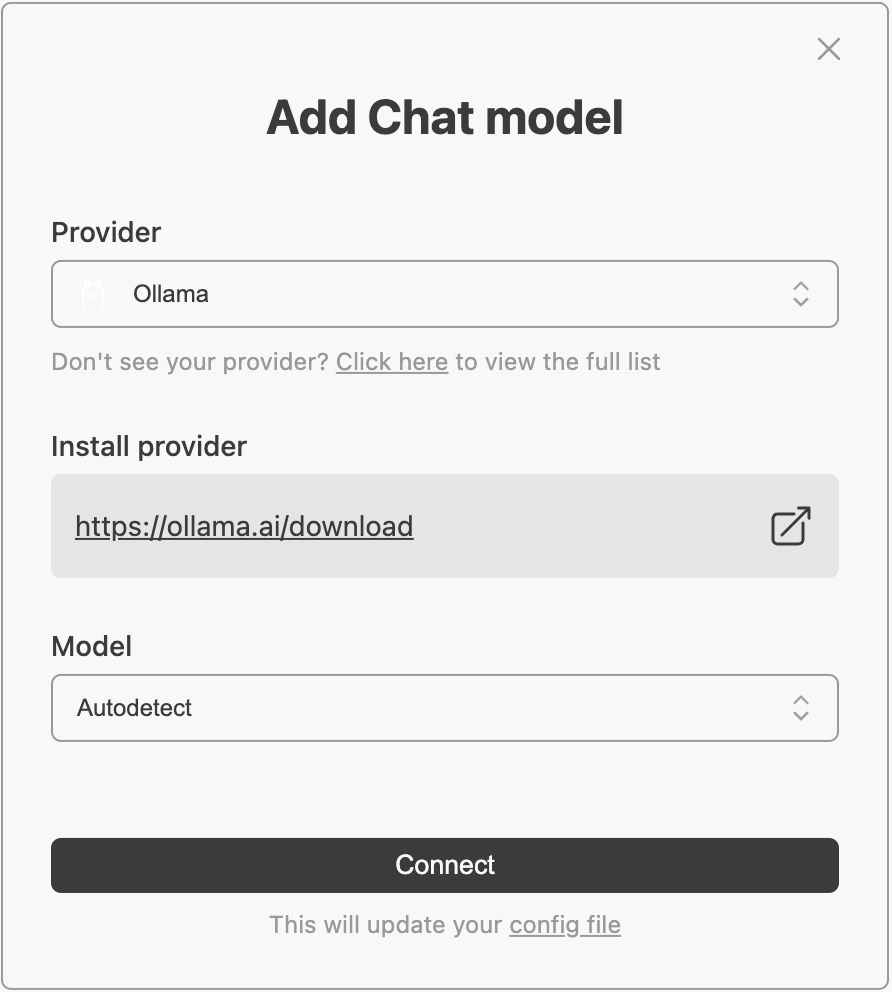 Add Chat model
Provider
Ollama
Don't see your provider? Click here to view the full list
Install provider
https://ollama.ai/download
Model
Autodetect
Connect
This will update your config file